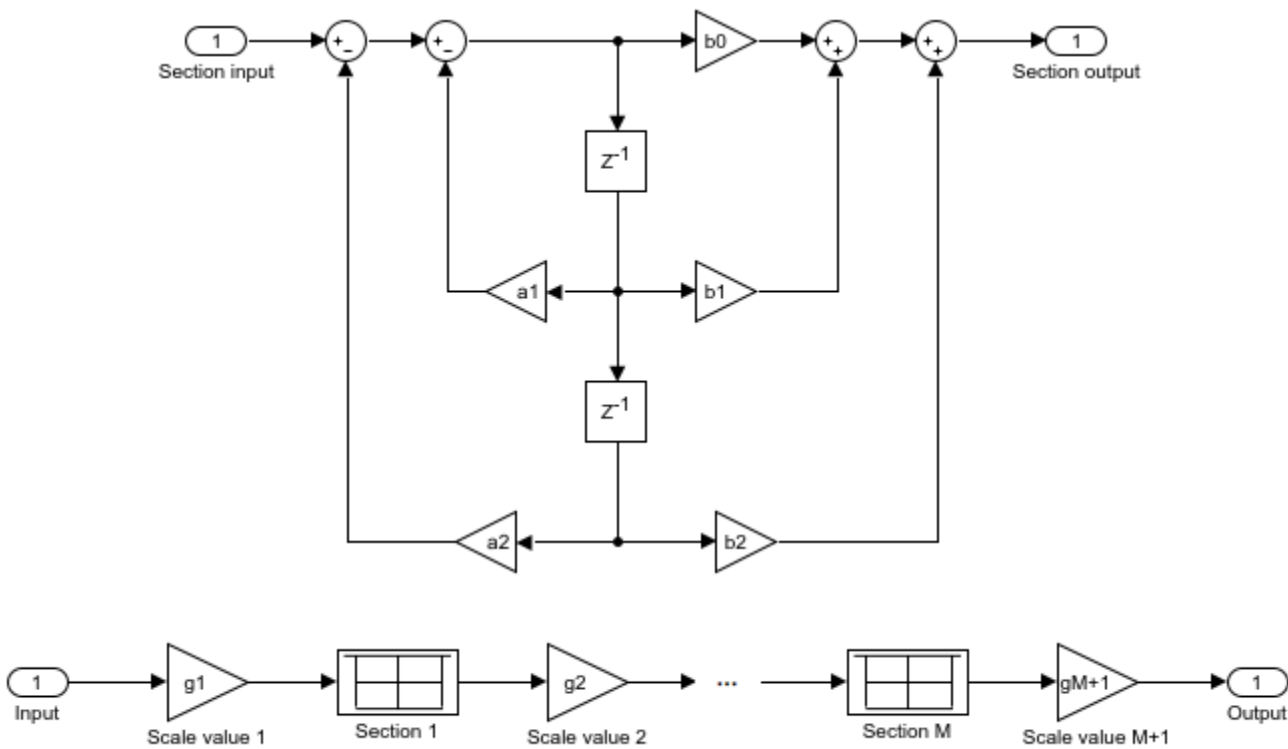 1
Section input
+
−
+
−
b0
+
+
+
+
1
Section output
Z-1
a1
b1
Z-1
a2
b2
1
Input
g1
Scale value 1
Section 1
g2
Scale value 2
...
Section M
gM+1
Scale value M+1
1
Output